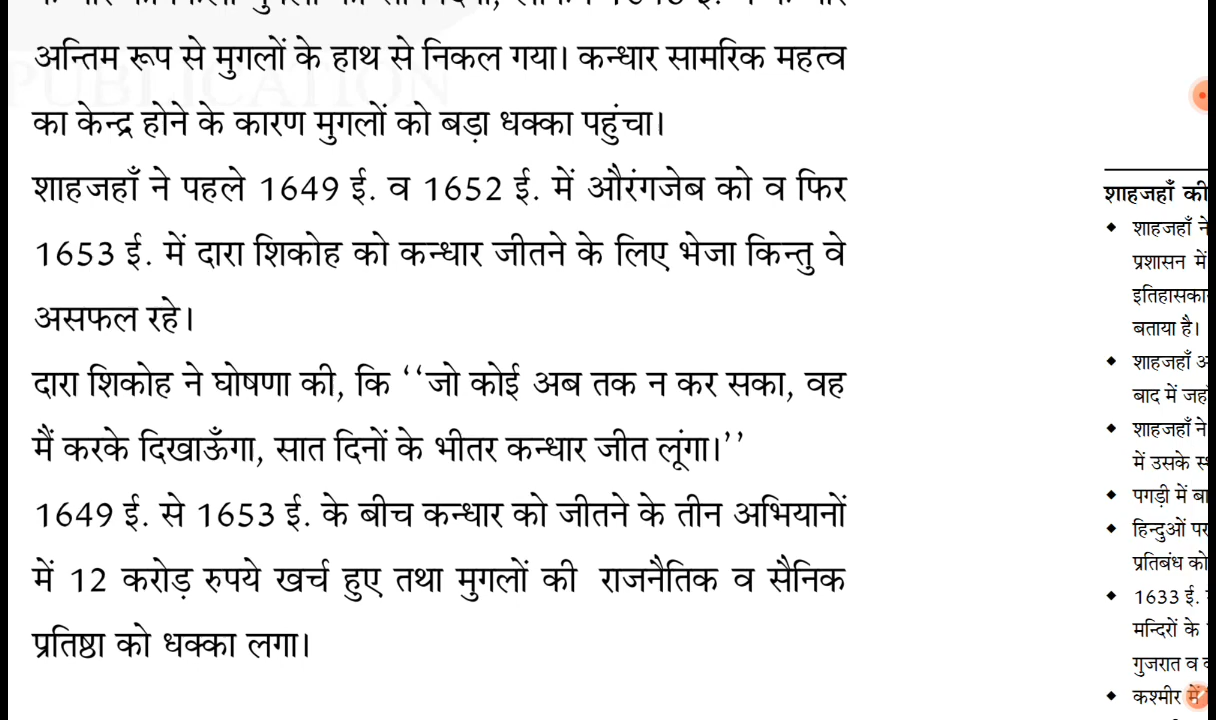 अन्तिम रूप से मुगलों के हाथ से निकल गया। कन्धार सामरिक महत्व
का केन्द्र होने के कारण मुगलों को बड़ा धक्का पहुंचा।
शाहजहाँ ने पहले 1649 ई. व 1652 ई. में औरंगजेब को व फिर
1653 ई. में दारा शिकोह को कन्धार जीतने के लिए भेजा किन्तु वे
असफल रहे।
दारा शिकोह ने घोषणा की, कि ‘‘जो कोई अब तक न कर सका, वह
मैं करके दिखाऊँगा, सात दिनों के भीतर कन्धार जीत लूंगा।’’
1649 ई. से 1653 ई. के बीच कन्धार को जीतने के तीन अभियानों
में 12 करोड़ रुपये खर्च हुए तथा मुगलों की राजनैतिक व सैनिक
प्रतिष्ठा को धक्का लगा।
PUBLICATION
शाहजहाँ की
शाहजहाँ ने
प्रशासन में
बताया है।
शाहजहाँ
बाद में
शाहजहाँ ने
में उसके
पगड़ी में
हिन्दुओं पर
प्रतिबंध को
1633 ई.
मन्दिरों के
गुजरात व
कश्मीर में